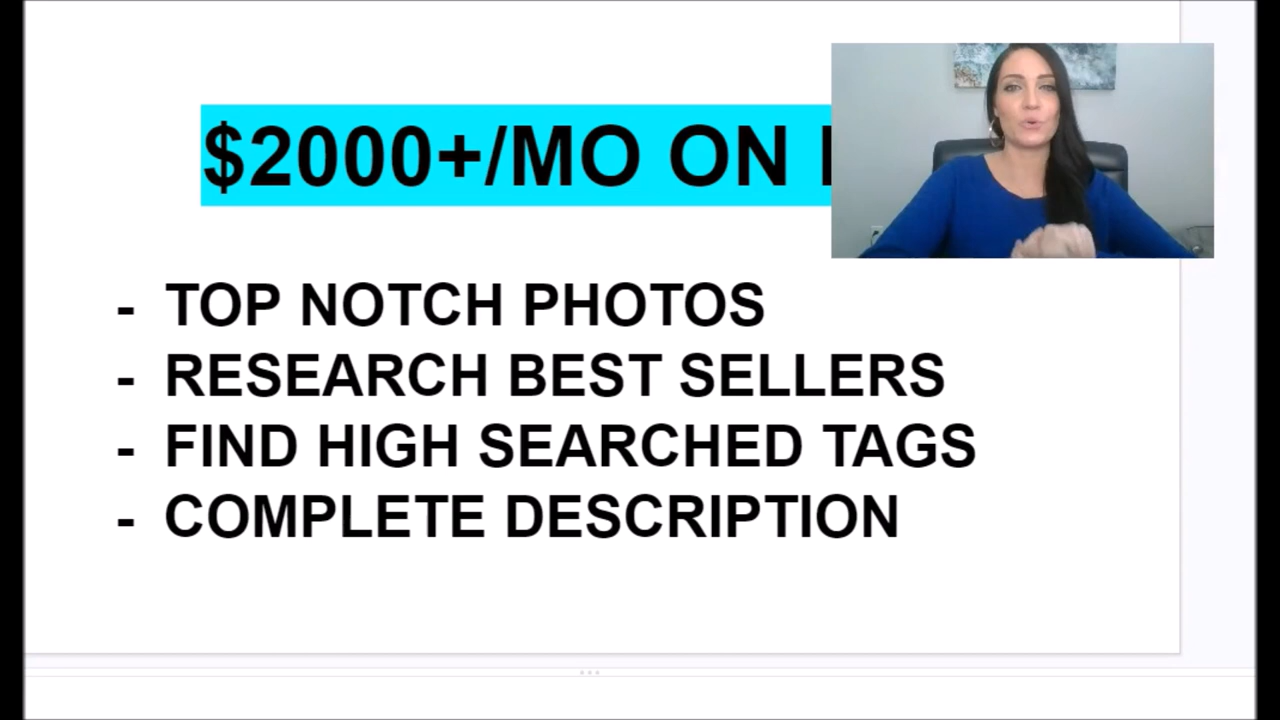 $2000+/MO ON
- TOP NOTCH PHOTOS
- RESEARCH BEST SELLERS
- FIND HIGH SEARCHED TAGS
- COMPLETE DESCRIPTION